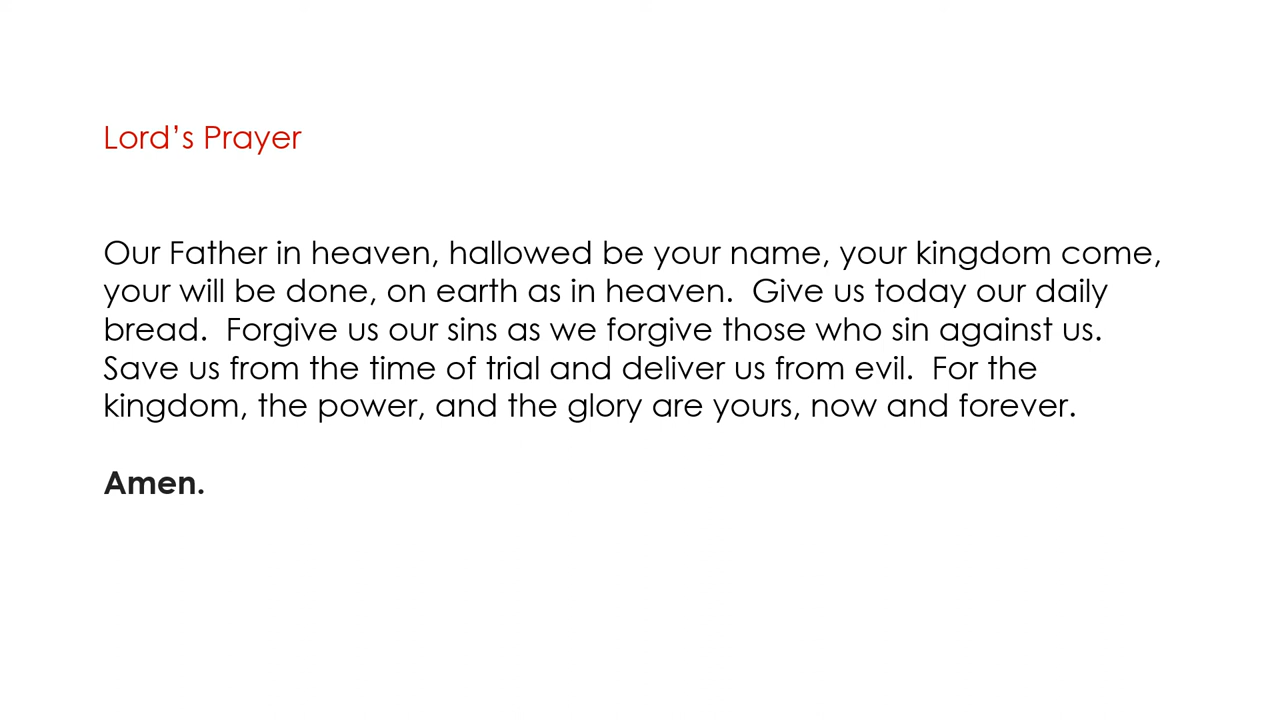 Lord’s Prayer
Our Father in heaven, hallowed be your name, your kingdom come,
your will be done, on earth as in heaven.  Give us today our daily
bread.  Forgive us our sins as we forgive those who sin against us.
Save us from the time of trial and deliver us from evil.  For the
kingdom, the power, and the glory are yours, now and forever.
Amen.